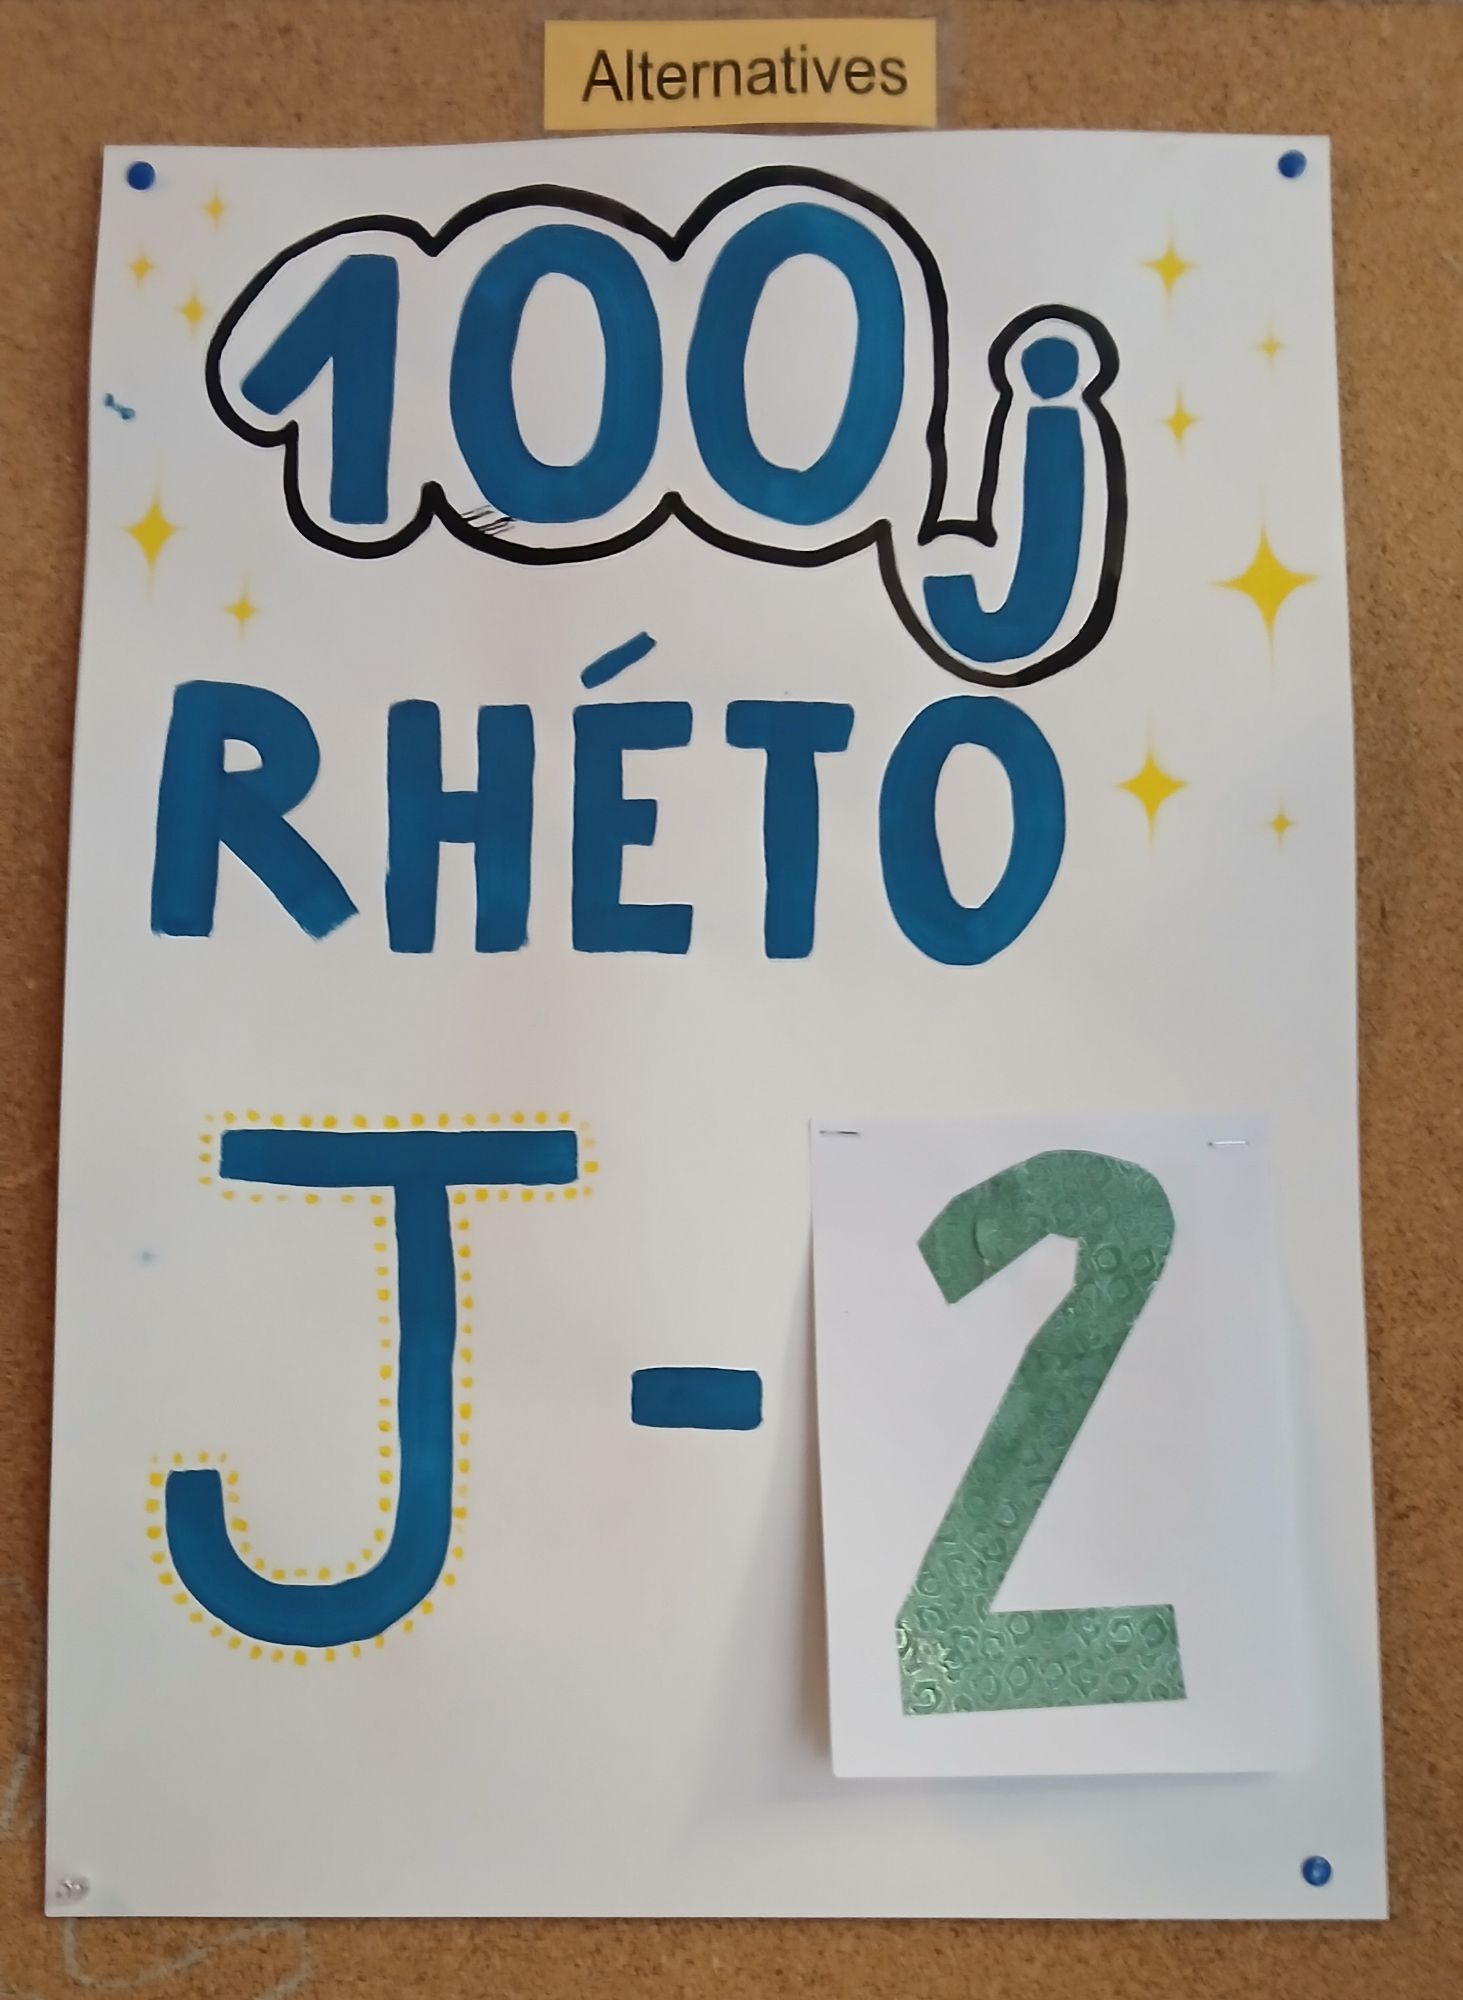 Alternatives
100j
RHÉTO
J-2